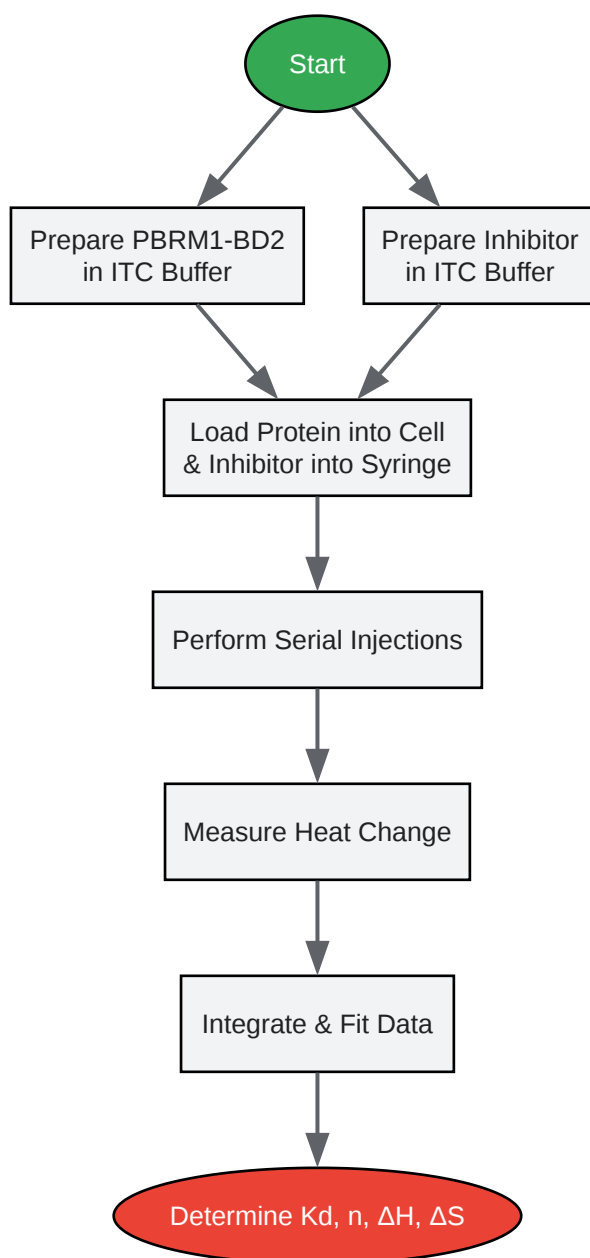 Start
Prepare PBRM1-BD2
in ITC Buffer
Prepare Inhibitor
in ITC Buffer
Load Protein into Cell
& Inhibitor into Syringe
Perform Serial Injections
Measure Heat Change
Integrate & Fit Data
Determine Kd, n, ΔH, ΔS